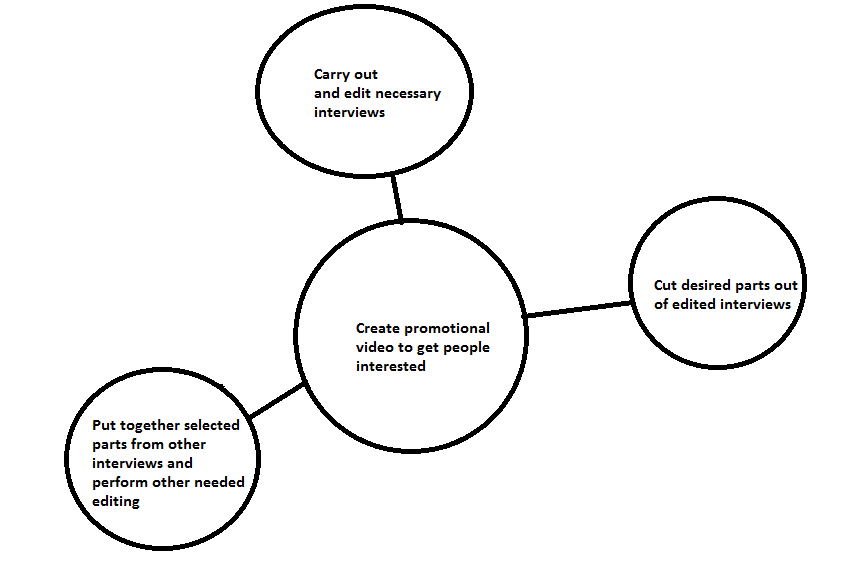 Carry out
and edit necessary
interviews
Cut desired parts out
of edited interviews
Create promotional
video to get people
interested
Put together selected
parts from other
interviews and
perform other needed
editing